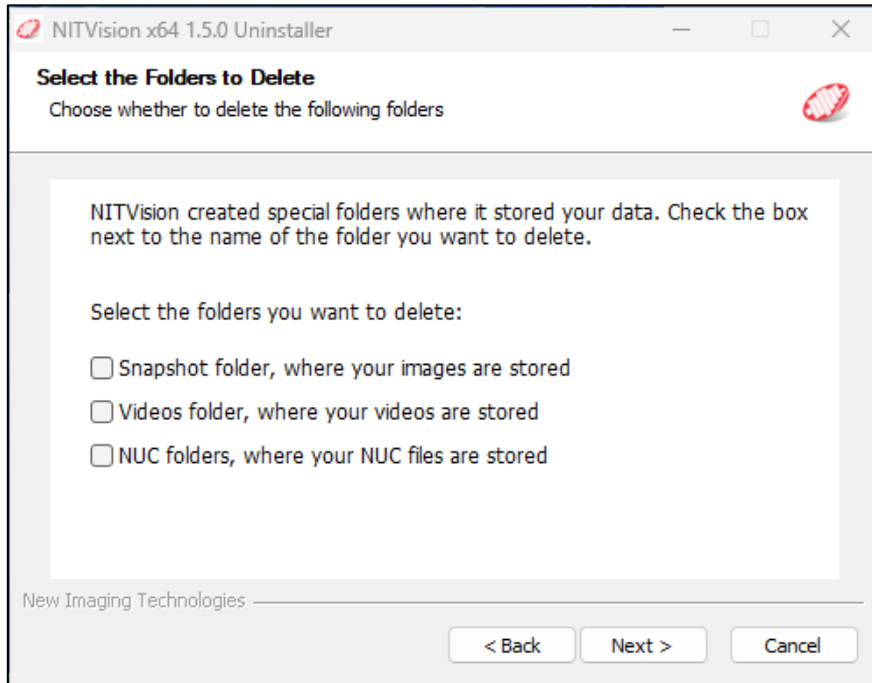 NITVision x64 1.5.0 Uninstaller
Select the Folders to Delete
Choose whether to delete the following folders
NITVision created special folders where it stored your data. Check the box
next to the name of the folder you want to delete.
Select the folders you want to delete:
Snapshot folder, where your images are stored
Videos folder, where your videos are stored
NUC folders, where your NUC files are stored
New Imaging Technologies
< Back Next > Cancel